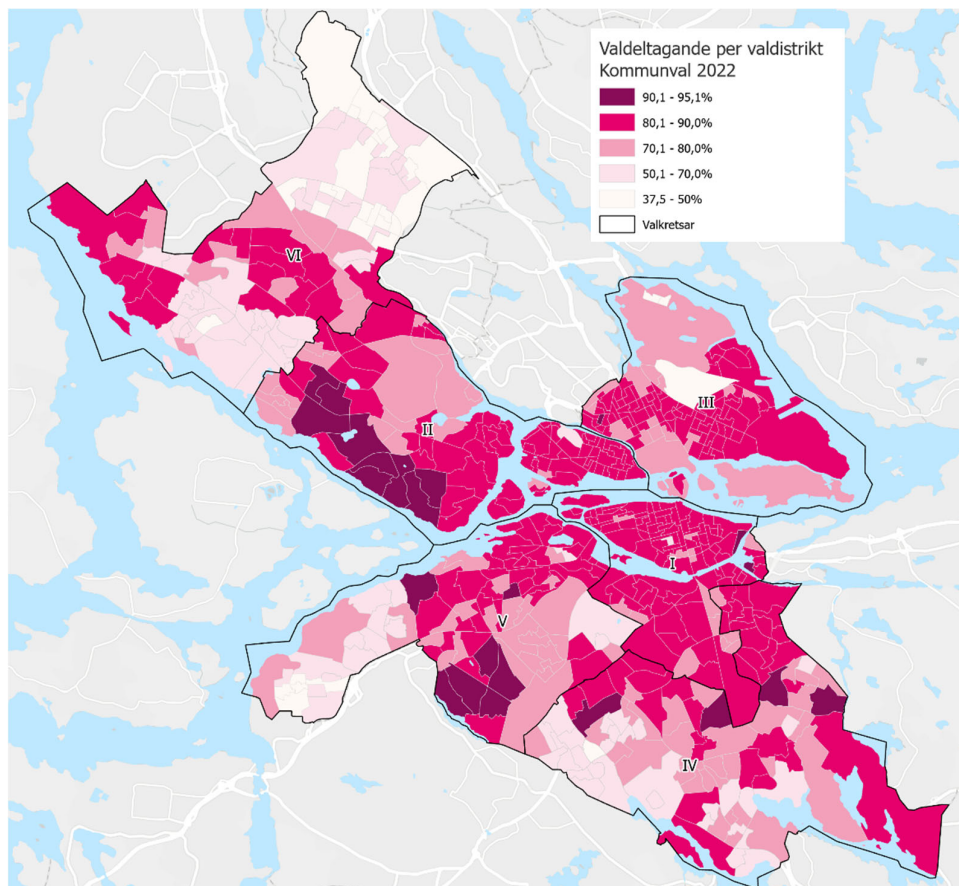 Valdeltagande per valdistrikt
Kommunval 2022
90,1 - 95,1%
80,1 - 90,0%
70,1 - 80,0%
50,1 - 70,0%
37,5 - 50%
Valkretsar
VI
III
II
I
V
IV